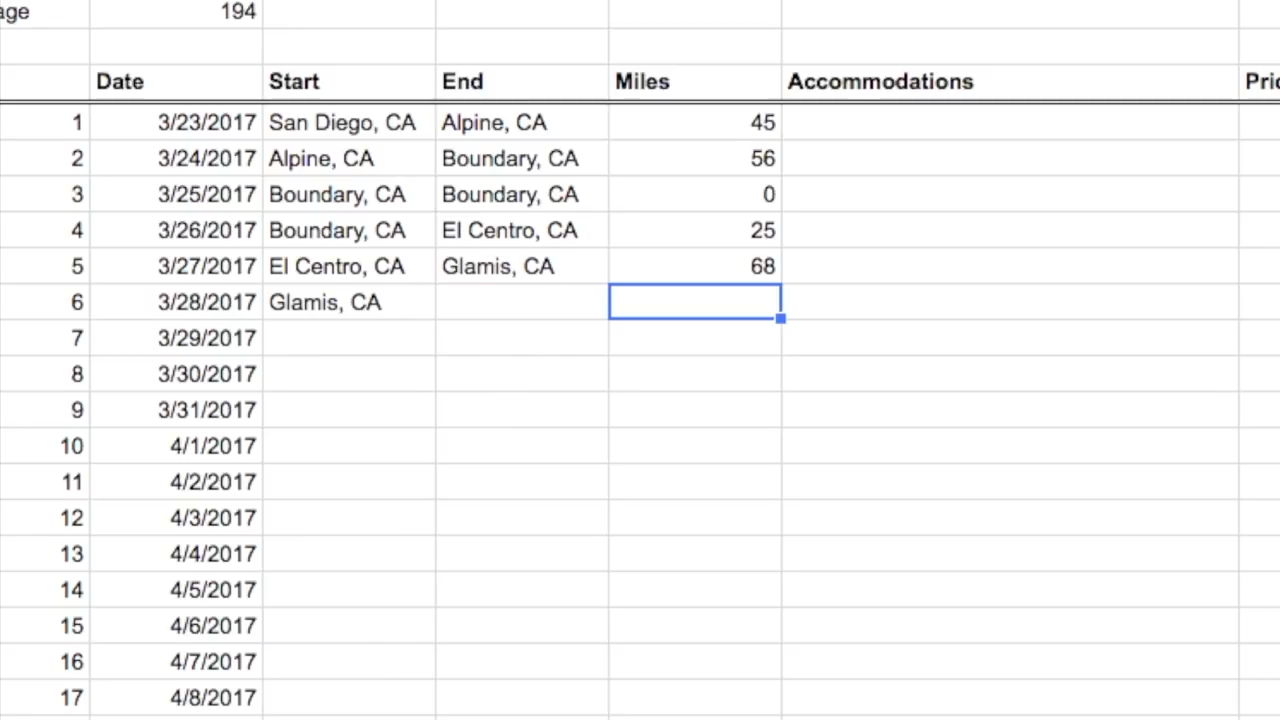 194
Date Start End Miles Accommodations
1 3/23/2017 San Diego, CA Alpine, CA 45
2 3/24/2017 Alpine, CA Boundary, CA 56
3 3/25/2017 Boundary, CA Boundary, CA 0
4 3/26/2017 Boundary, CA El Centro, CA 25
5 3/27/2017 El Centro, CA Glamis, CA 68
6 3/28/2017 Glamis, CA
7 3/29/2017
8 3/30/2017
9 3/31/2017
10 4/1/2017
11 4/2/2017
12 4/3/2017
13 4/4/2017
14 4/5/2017
15 4/6/2017
16 4/7/2017
17 4/8/2017